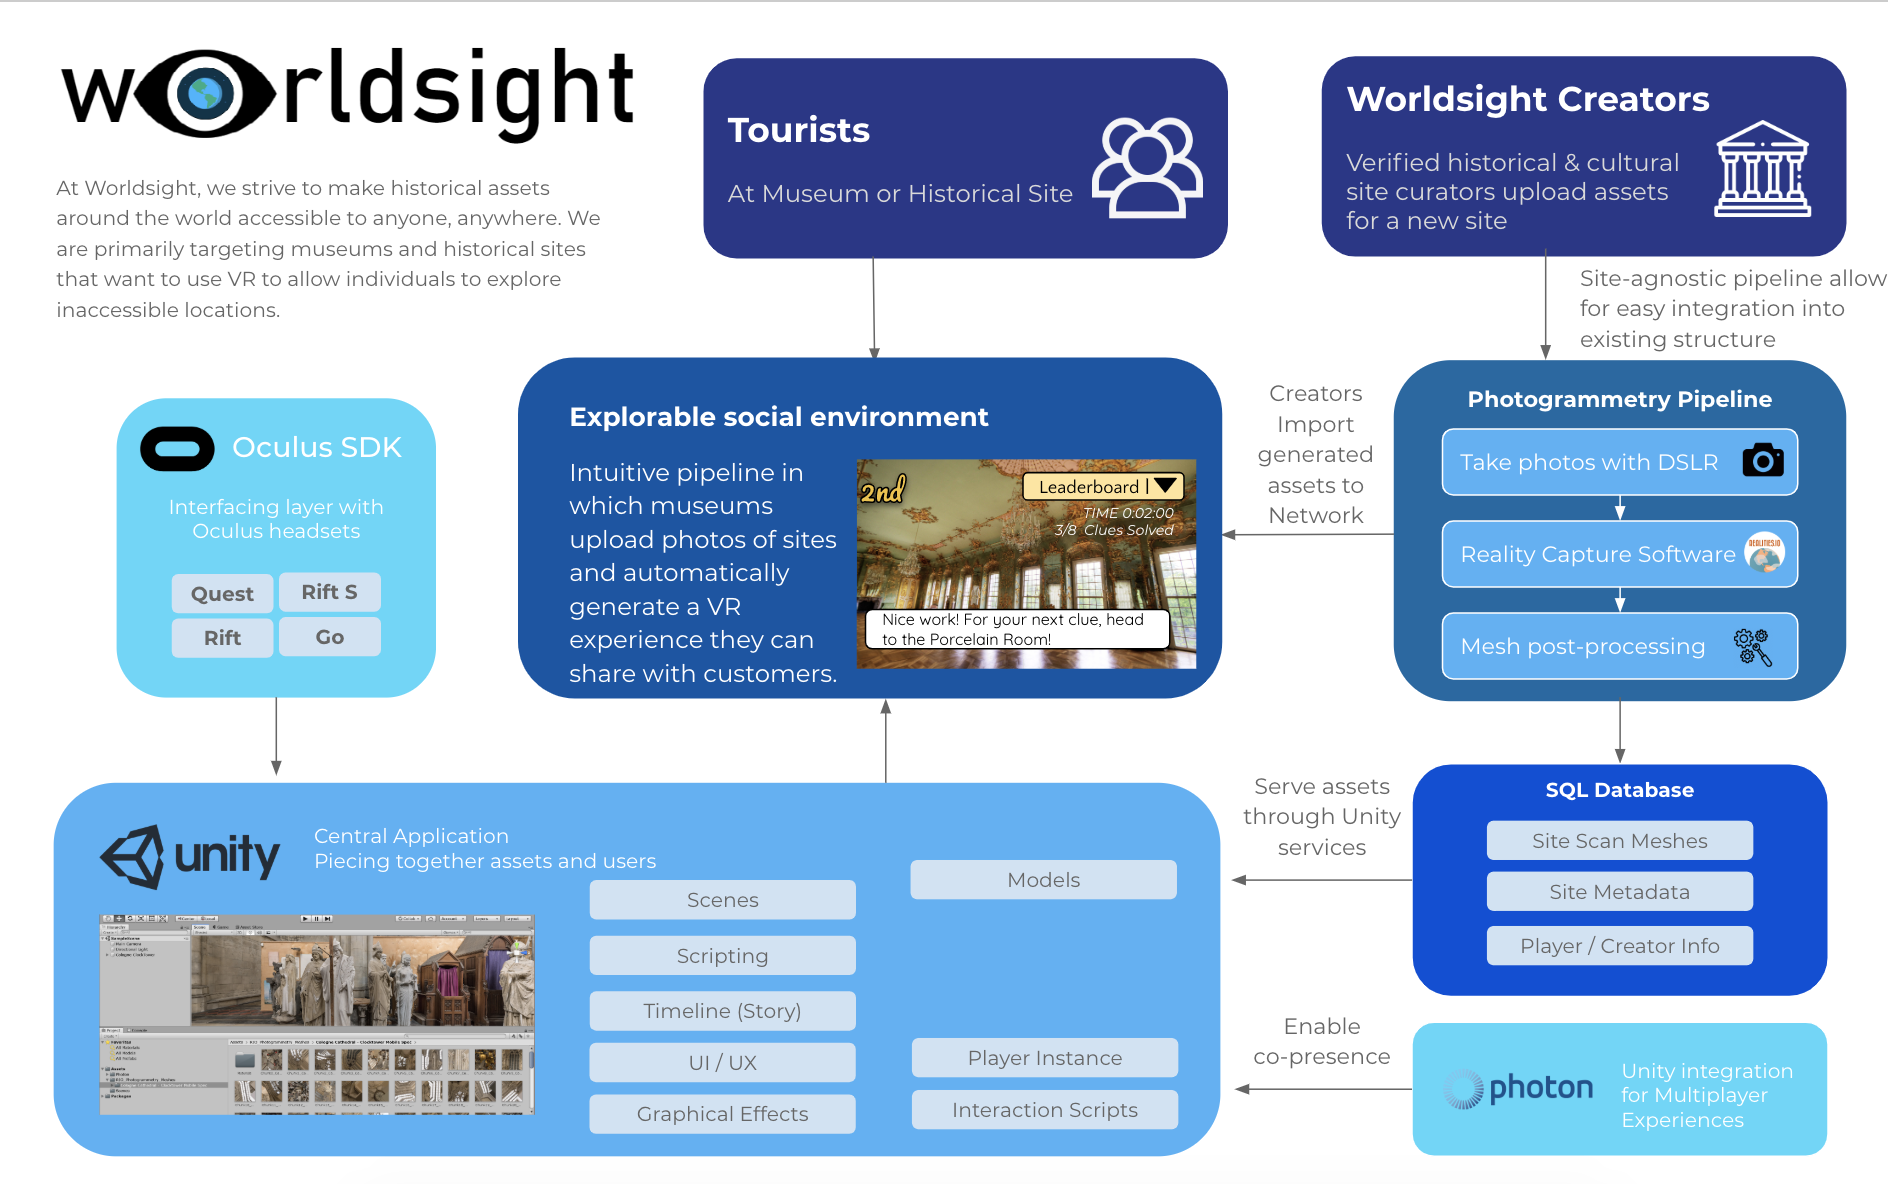 worldsight
At Worldsight, we strive to make historical assets
around the world accessible to anyone, anywhere. We
are primarily targeting museums and historical sites
that want to use VR to allow individuals to explore
inaccessible locations.
Tourists
At Museum or Historical Site
Worldsight Creators
Verified historical & cultural
site curators upload assets
for a new site
Site-agnostic pipeline allow
for easy integration into
existing structure
Oculus SDK
Interfacing layer with
Oculus headsets
Quest
Rift S
Rift
Go
Explorable social environment
Intuitive pipeline in
which museums
upload photos of sites
and automatically
generate a VR
experience they can
share with customers.
2nd
Leaderboard |
TIME 0:02:00
3/8 Clues Solved
Nice work! For your next clue, head
to the Porcelain Room!
Creators
Import
generated
assets to
Network
Photogrammetry Pipeline
Take photos with DSLR
Reality Capture Software
REALITIES.IO
Mesh post-processing
unity
Central Application
Piecing together assets and users
Scenes
Scripting
Timeline (Story)
UI / UX
Graphical Effects
Models
Player Instance
Interaction Scripts
Serve assets
through Unity
services
SQL Database
Site Scan Meshes
Site Metadata
Player / Creator Info
Enable
co-presence
photon
Unity integration
for Multiplayer
Experiences